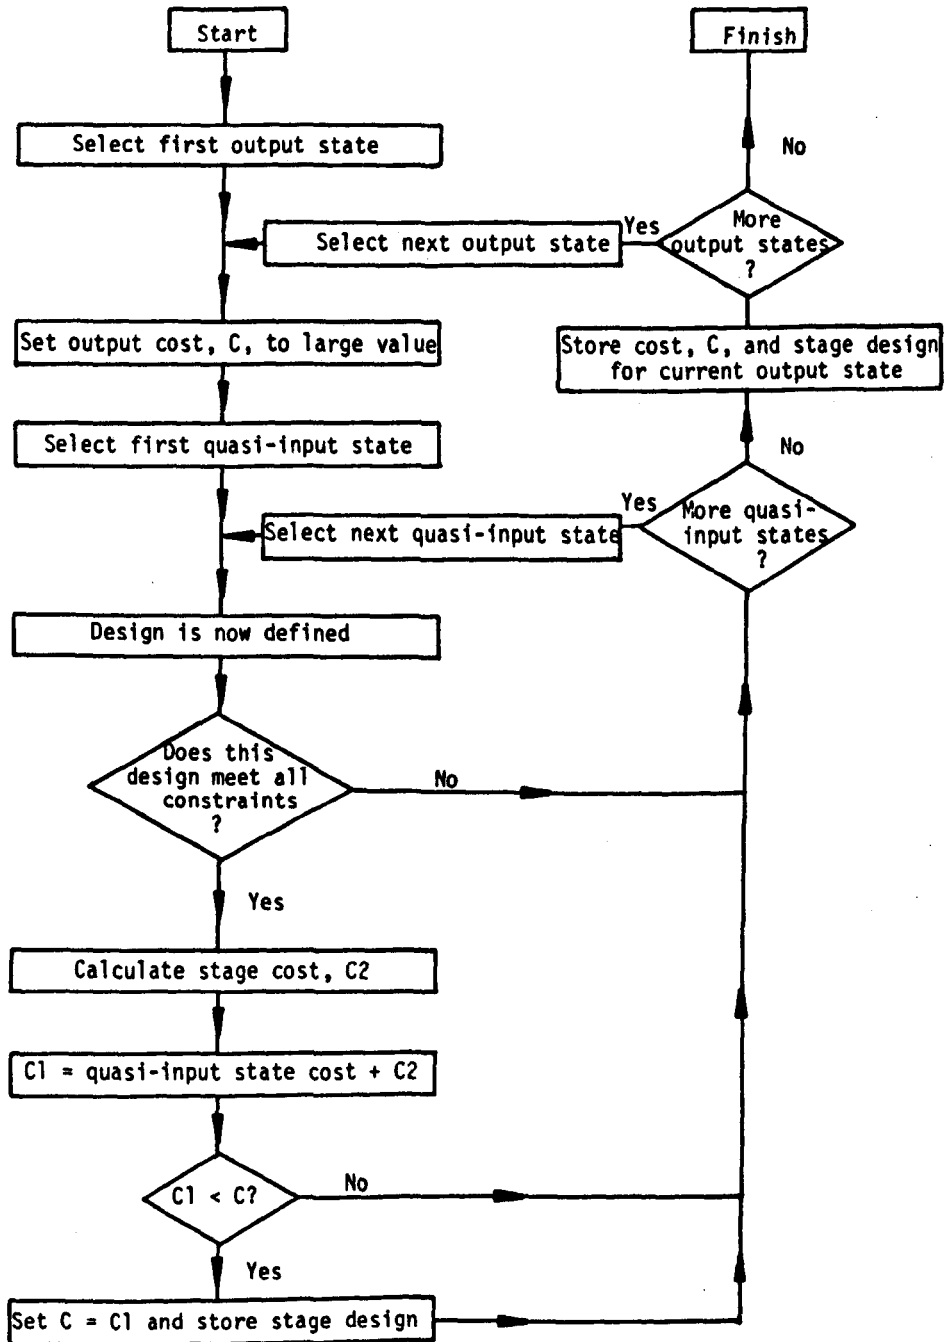 Start
Finish
Select first output state
No
Select next output state
Yes
More
output states
?
Set output cost, C, to large value
Store cost, C, and stage design
for current output state
Select first quasi-input state
No
Select next quasi-input state
Yes
More quasi-
input states
?
Design is now defined
Does this
design meet all
constraints
?
No
Yes
Calculate stage cost, C2
C1 = quasi-input state cost + C2
C1 < C?
No
Yes
Set C = C1 and store stage design